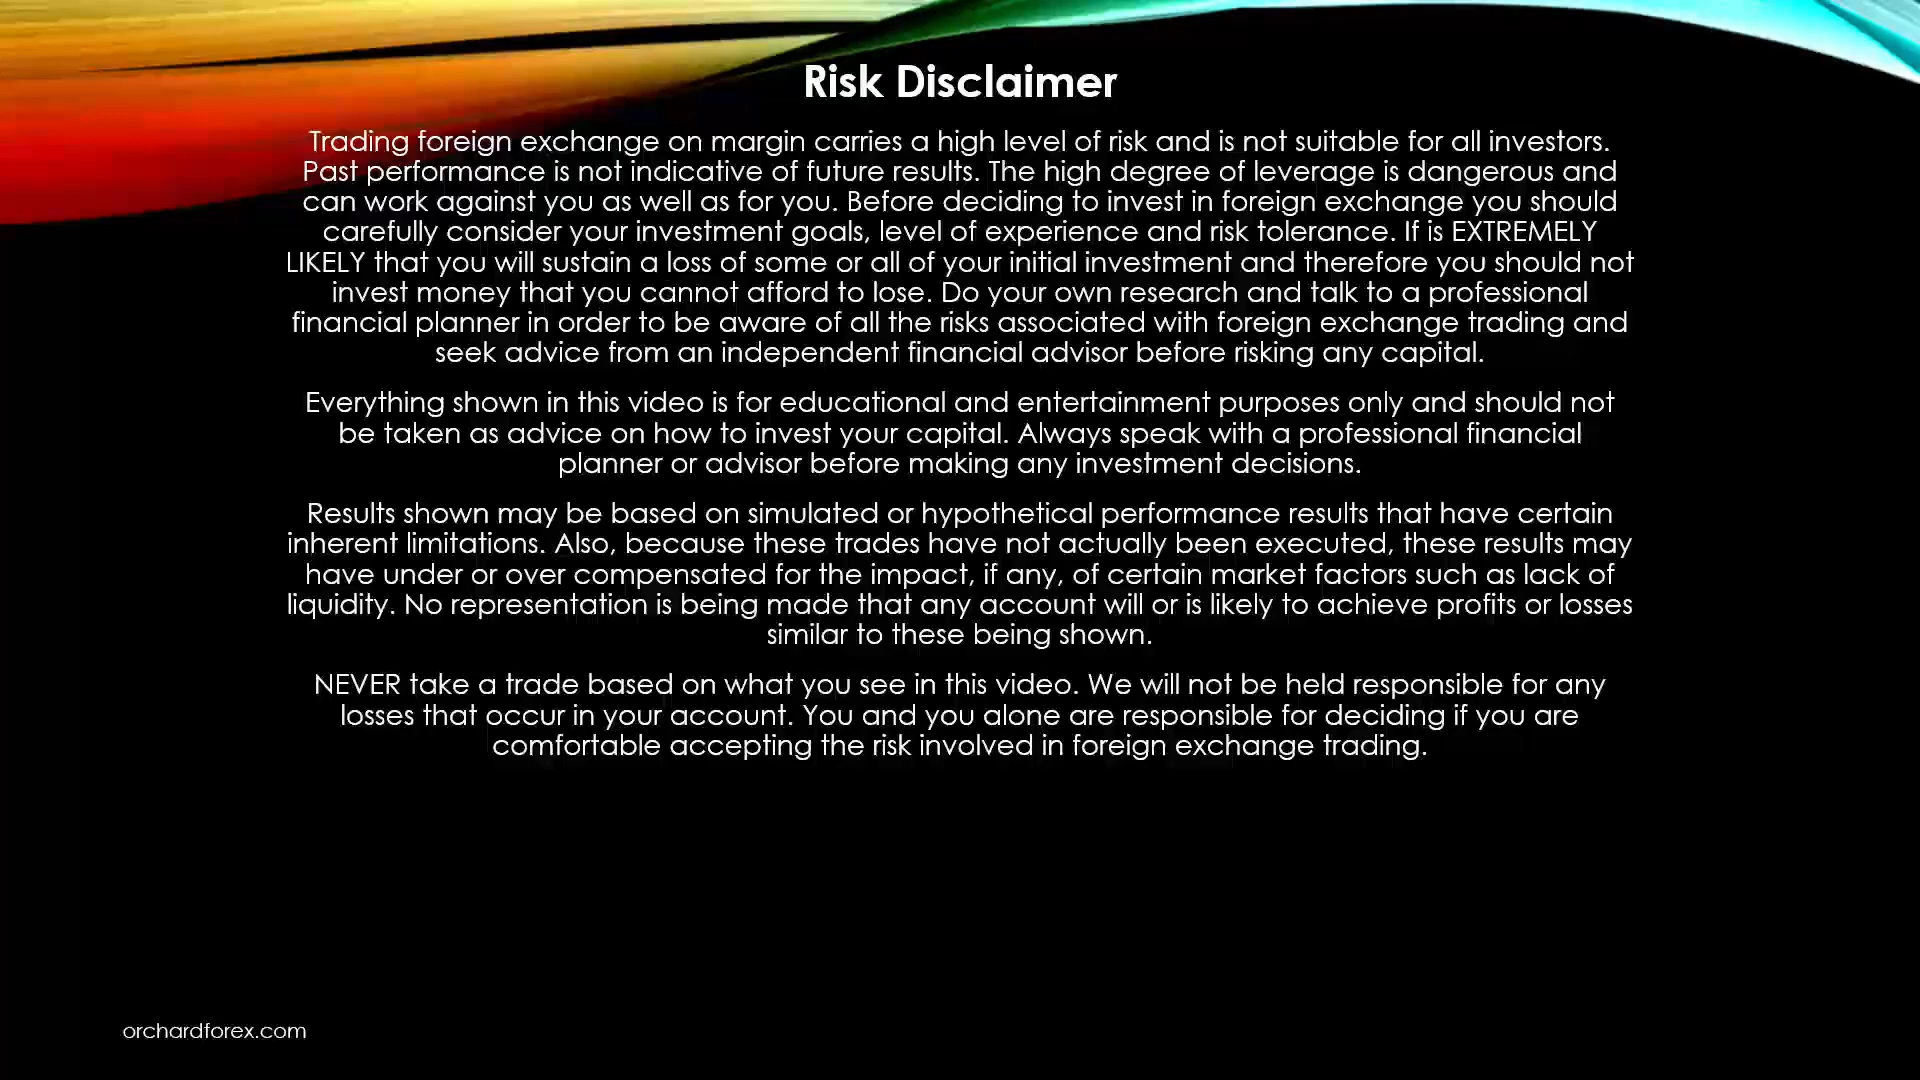 Risk Disclaimer
Trading foreign exchange on margin carries a high level of risk and is not suitable for all investors.
Past performance is not indicative of future results. The high degree of leverage is dangerous and
can work against you as well as for you. Before deciding to invest in foreign exchange you should
carefully consider your investment goals, level of experience and risk tolerance. If is EXTREMELY
LIKELY that you will sustain a loss of some or all of your initial investment and therefore you should not
invest money that you cannot afford to lose. Do your own research and talk to a professional
financial planner in order to be aware of all the risks associated with foreign exchange trading and
seek advice from an independent financial advisor before risking any capital.
Everything shown in this video is for educational and entertainment purposes only and should not
be taken as advice on how to invest your capital. Always speak with a professional financial
planner or advisor before making any investment decisions.
Results shown may be based on simulated or hypothetical performance results that have certain
inherent limitations. Also, because these trades have not actually been executed, these results may
have under or over compensated for the impact, if any, of certain market factors such as lack of
liquidity. No representation is being made that any account will or is likely to achieve profits or losses
similar to these being shown.
NEVER take a trade based on what you see in this video. We will not be held responsible for any
losses that occur in your account. You and you alone are responsible for deciding if you are
comfortable accepting the risk involved in foreign exchange trading.
orchardforex.com